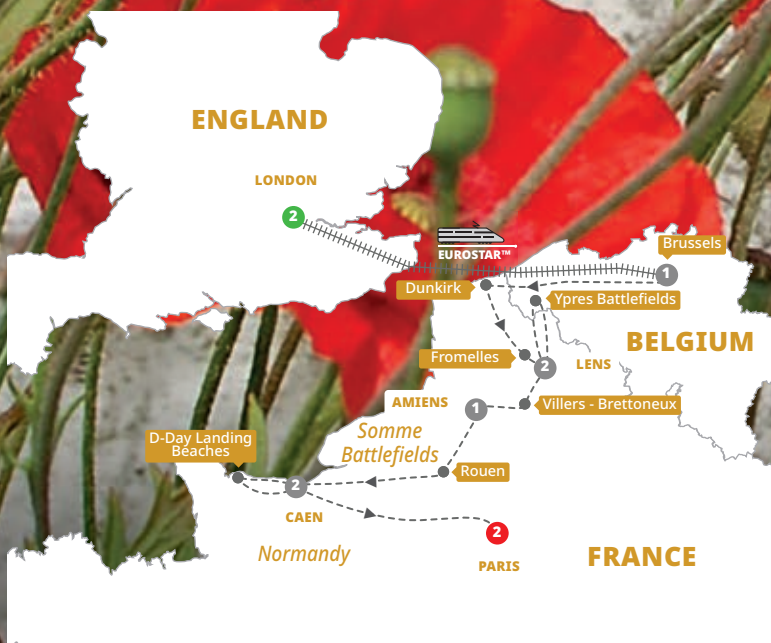 ENGLAND
LONDON
2
EUROSTAR™
Brussels
1
Dunkirk
Ypres Battlefields
BELGIUM
Fromelles
2
LENS
AMIENS
1
Villers - Brettoneux
Somme
Battlefields
D-Day Landing
Beaches
Rouen
2
CAEN
Normandy
2
PARIS
FRANCE